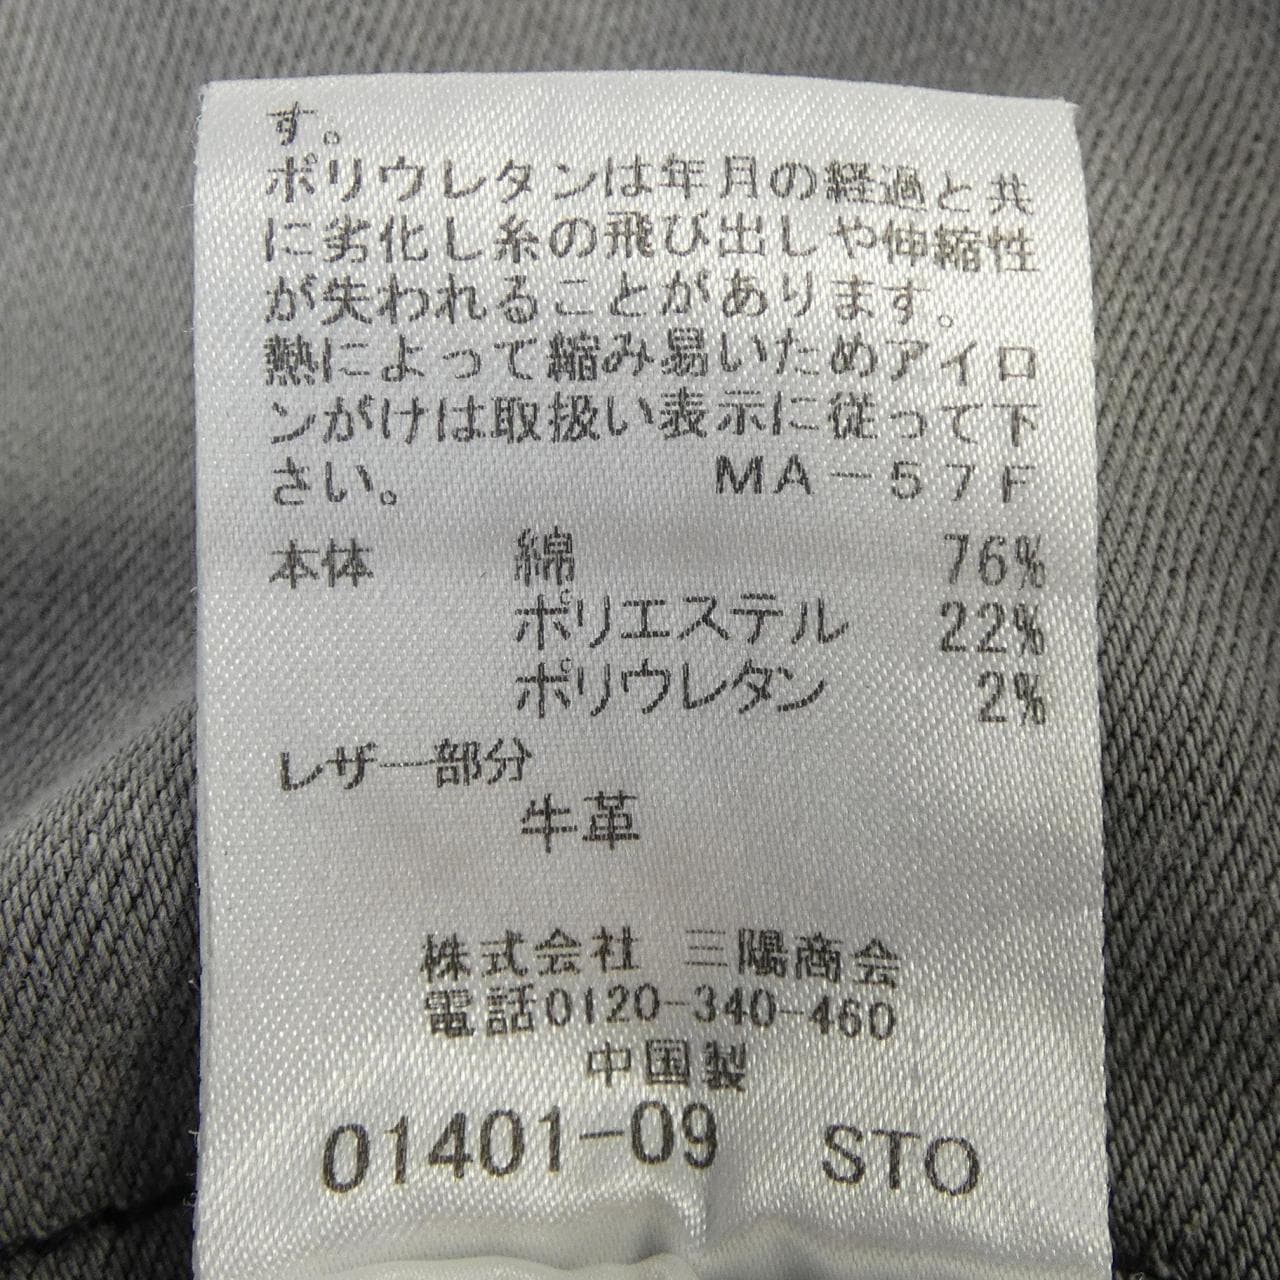 す。
ポリウレタンは年月の経過と共
に劣化し糸の飛び出しや伸縮性
が失われることがあります。
熱によって縮み易いためアイロ
ンがけは取扱い表示に従って下
さい。 MA－57F
本体 綿 76%
ポリエステル 22%
ポリウレタン 2%
レザー部分
牛革
株式会社 三陽商会
電話0120-340-460
中国製
01401-09 STO